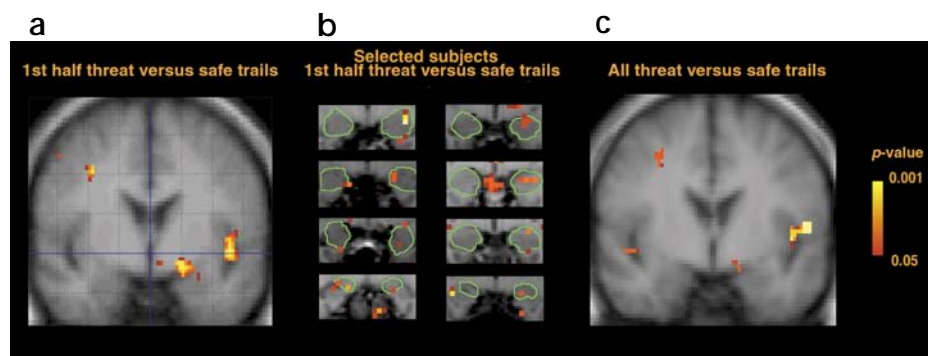 a
b
c
1st half threat versus safe trails
Selected subjects
1st half threat versus safe trails
All threat versus safe trails
p-value
0.001
0.05